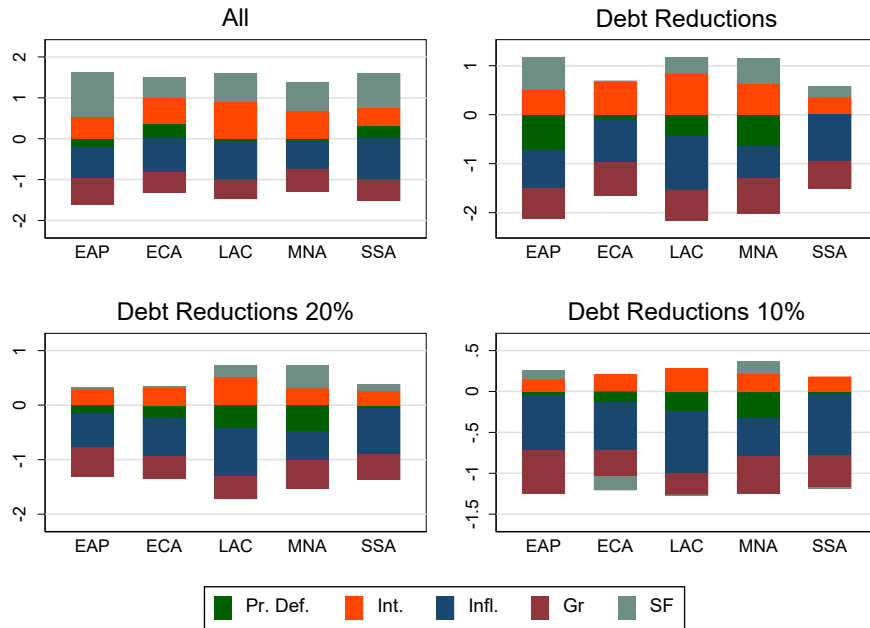 All
2
1
0
-1
-2
EAP ECA LAC MNA SSA
Debt Reductions
1
0
-1
-2
EAP ECA LAC MNA SSA
Debt Reductions 20%
1
0
-1
-2
EAP ECA LAC MNA SSA
Debt Reductions 10%
.5
0
-.5
-1
-1.5
EAP ECA LAC MNA SSA
Pr. Def. Int. Infl. Gr SF